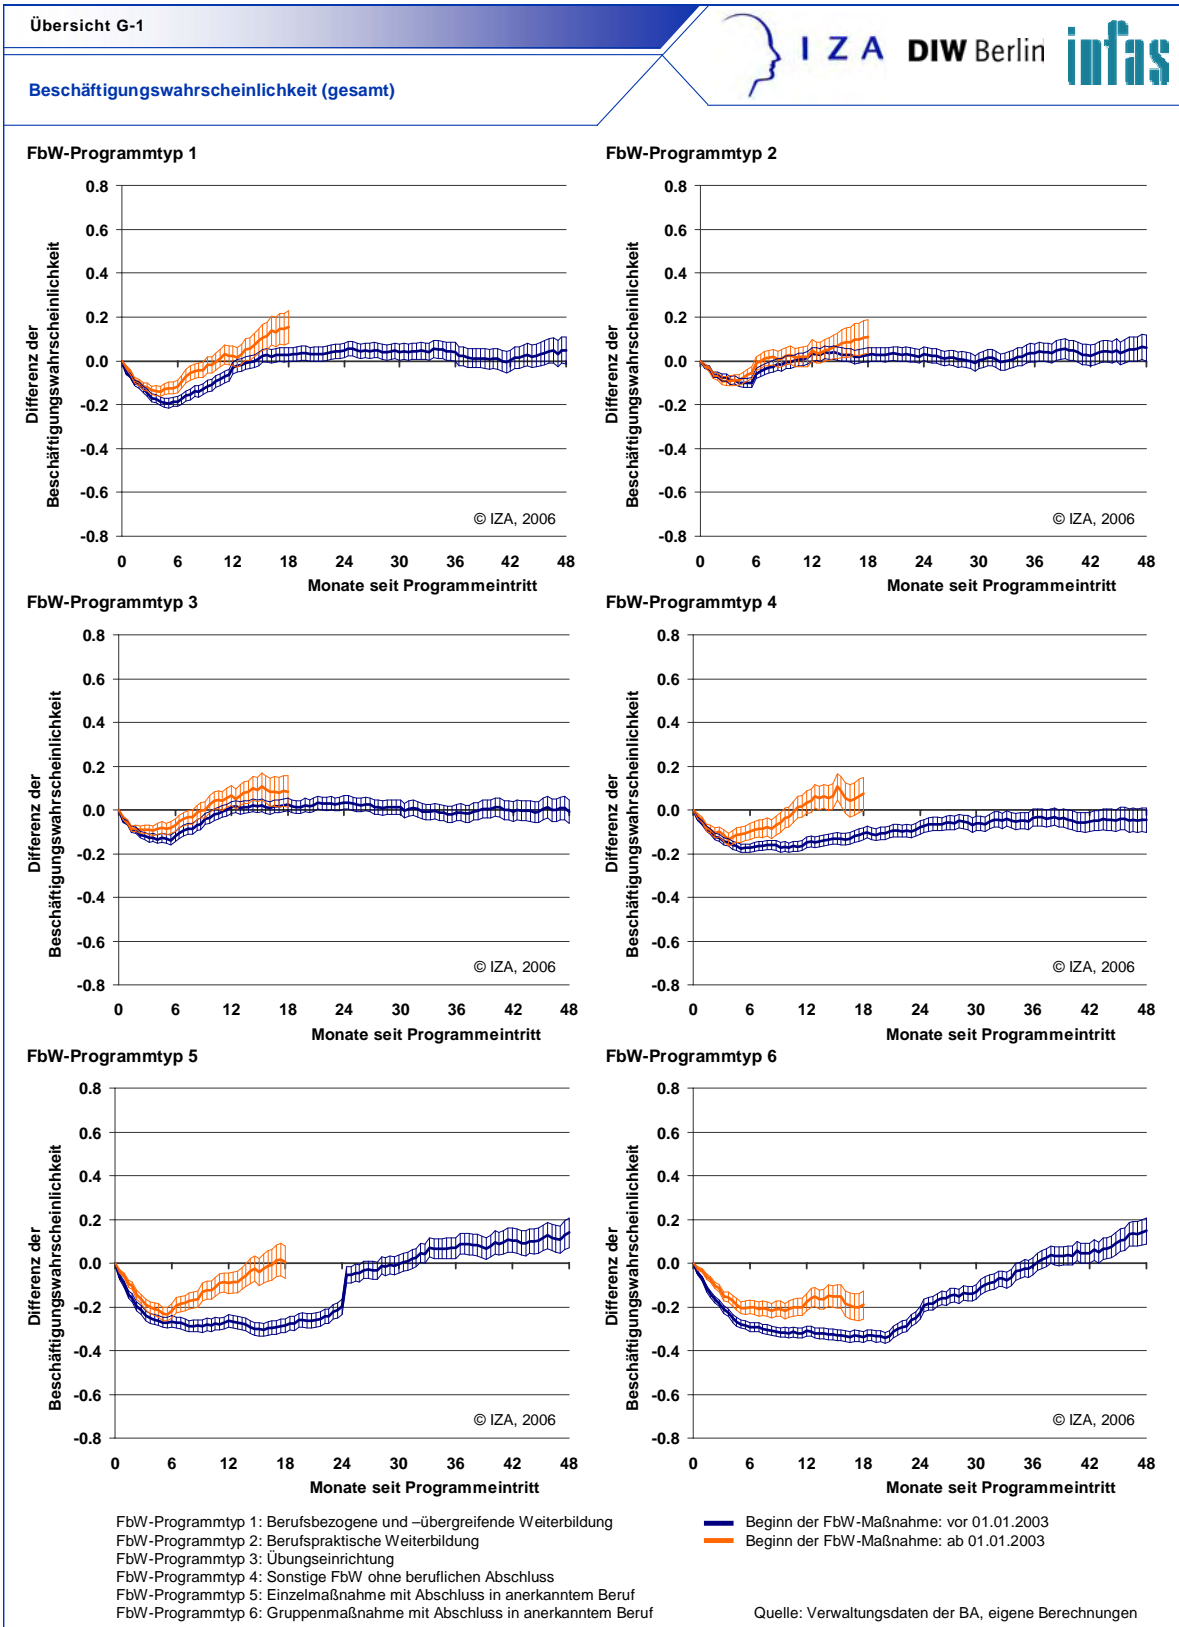 Übersicht G-1
IZA DIW Berlin infas
Beschäftigungswahrscheinlichkeit (gesamt)
FbW-Programmtyp 1
Differenz der
Beschäftigungswahrscheinlichkeit
0.8
0.6
0.4
0.2
0.0
-0.2
-0.4
-0.6
-0.8
© IZA, 2006
0 6 12 18 24 30 36 42 48
Monate seit Programmeintritt
FbW-Programmtyp 2
Differenz der
Beschäftigungswahrscheinlichkeit
0.8
0.6
0.4
0.2
0.0
-0.2
-0.4
-0.6
-0.8
© IZA, 2006
0 6 12 18 24 30 36 42 48
Monate seit Programmeintritt
FbW-Programmtyp 3
Differenz der
Beschäftigungswahrscheinlichkeit
0.8
0.6
0.4
0.2
0.0
-0.2
-0.4
-0.6
-0.8
© IZA, 2006
0 6 12 18 24 30 36 42 48
Monate seit Programmeintritt
FbW-Programmtyp 4
Differenz der
Beschäftigungswahrscheinlichkeit
0.8
0.6
0.4
0.2
0.0
-0.2
-0.4
-0.6
-0.8
© IZA, 2006
0 6 12 18 24 30 36 42 48
Monate seit Programmeintritt
FbW-Programmtyp 5
Differenz der
Beschäftigungswahrscheinlichkeit
0.8
0.6
0.4
0.2
0.0
-0.2
-0.4
-0.6
-0.8
© IZA, 2006
0 6 12 18 24 30 36 42 48
Monate seit Programmeintritt
FbW-Programmtyp 6
Differenz der
Beschäftigungswahrscheinlichkeit
0.8
0.6
0.4
0.2
0.0
-0.2
-0.4
-0.6
-0.8
© IZA, 2006
0 6 12 18 24 30 36 42 48
Monate seit Programmeintritt
FbW-Programmtyp 1: Berufsbezogene und –übergreifende Weiterbildung
FbW-Programmtyp 2: Berufspraktische Weiterbildung
FbW-Programmtyp 3: Übungseinrichtung
FbW-Programmtyp 4: Sonstige FbW ohne beruflichen Abschluss
FbW-Programmtyp 5: Einzelmaßnahme mit Abschluss in anerkanntem Beruf
FbW-Programmtyp 6: Gruppenmaßnahme mit Abschluss in anerkanntem Beruf
Beginn der FbW-Maßnahme: vor 01.01.2003
Beginn der FbW-Maßnahme: ab 01.01.2003
Quelle: Verwaltungsdaten der BA, eigene Berechnungen